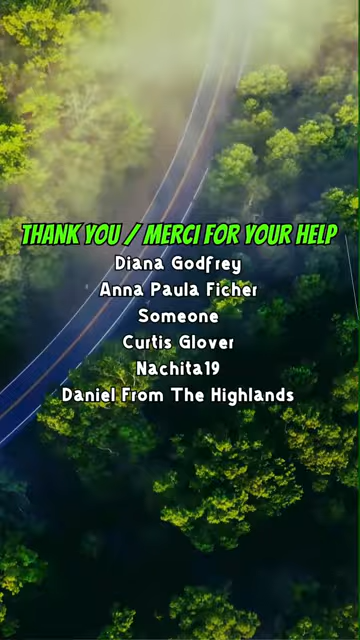 THANK YOU / MERCI FOR YOUR HELP
Diana Godfrey
Anna Paula Ficher
Someone
Curtis Glover
Nachita19
Daniel From The Highlands